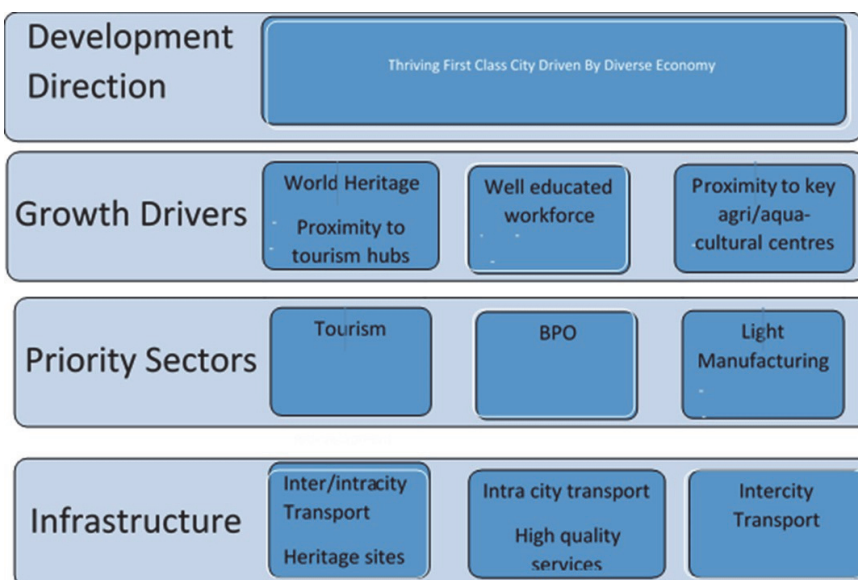 Development
Direction
Thriving First Class City Driven By Diverse Economy
Growth Drivers
World Heritage
Proximity to
tourism hubs
Well educated
workforce
Proximity to key
agri/aqua-
cultural centres
Priority Sectors
Tourism
BPO
Light
Manufacturing
Infrastructure
Inter/intracity
Transport
Heritage sites
Intra city transport
High quality
services
Intercity
Transport